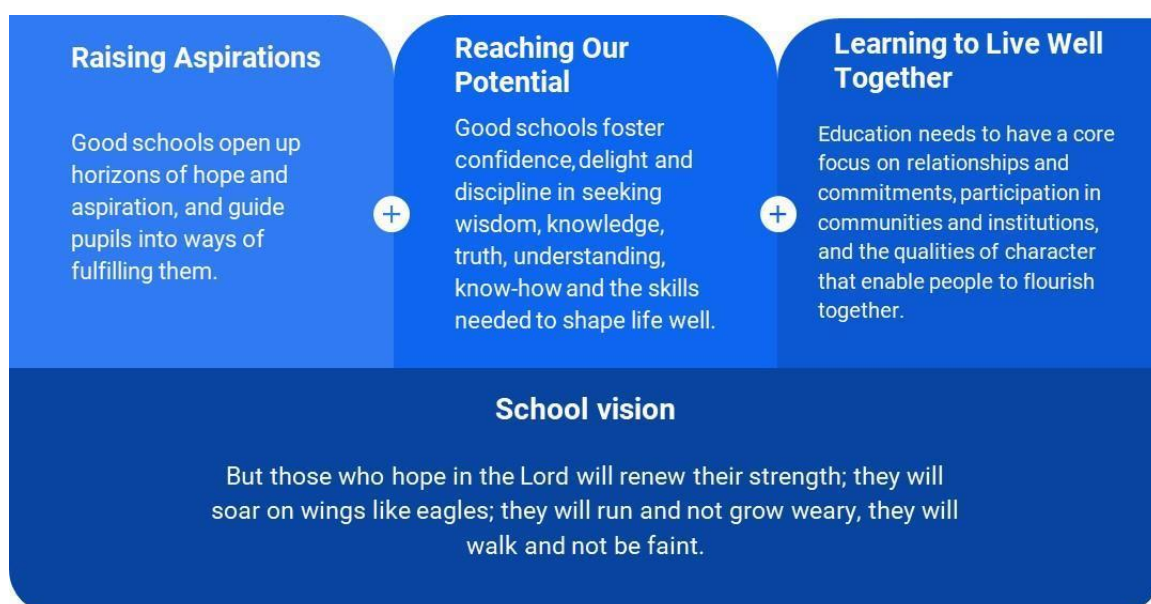 Raising Aspirations
Good schools open up
horizons of hope and
aspiration, and guide
pupils into ways of
fulfilling them.
Reaching Our
Potential
Good schools foster
confidence, delight and
discipline in seeking
wisdom, knowledge,
truth, understanding,
know-how and the skills
needed to shape life well.
Learning to Live Well
Together
Education needs to have a core
focus on relationships and
commitments, participation in
communities and institutions,
and the qualities of character
that enable people to flourish
together.
School vision
But those who hope in the Lord will renew their strength; they will
soar on wings like eagles; they will run and not grow weary, they will
walk and not be faint.